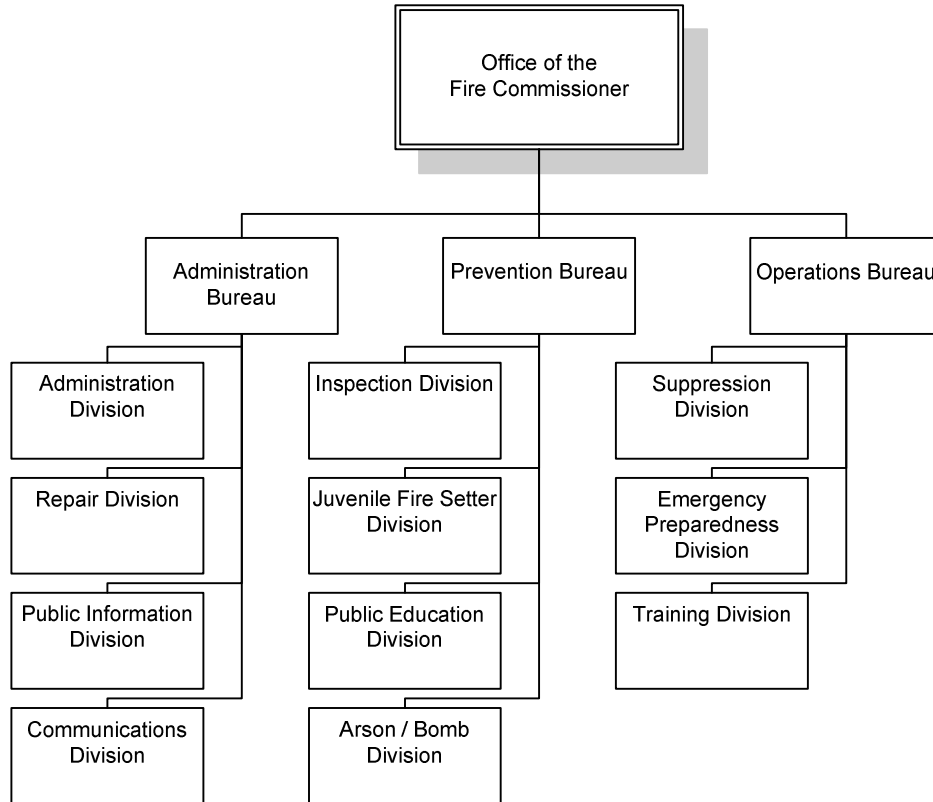 Office of the
Fire Commissioner
Administration
Bureau
Prevention Bureau
Operations Bureau
Administration
Division
Inspection Division
Suppression
Division
Repair Division
Juvenile Fire Setter
Division
Emergency
Preparedness
Division
Public Information
Division
Public Education
Division
Training Division
Communications
Division
Arson / Bomb
Division